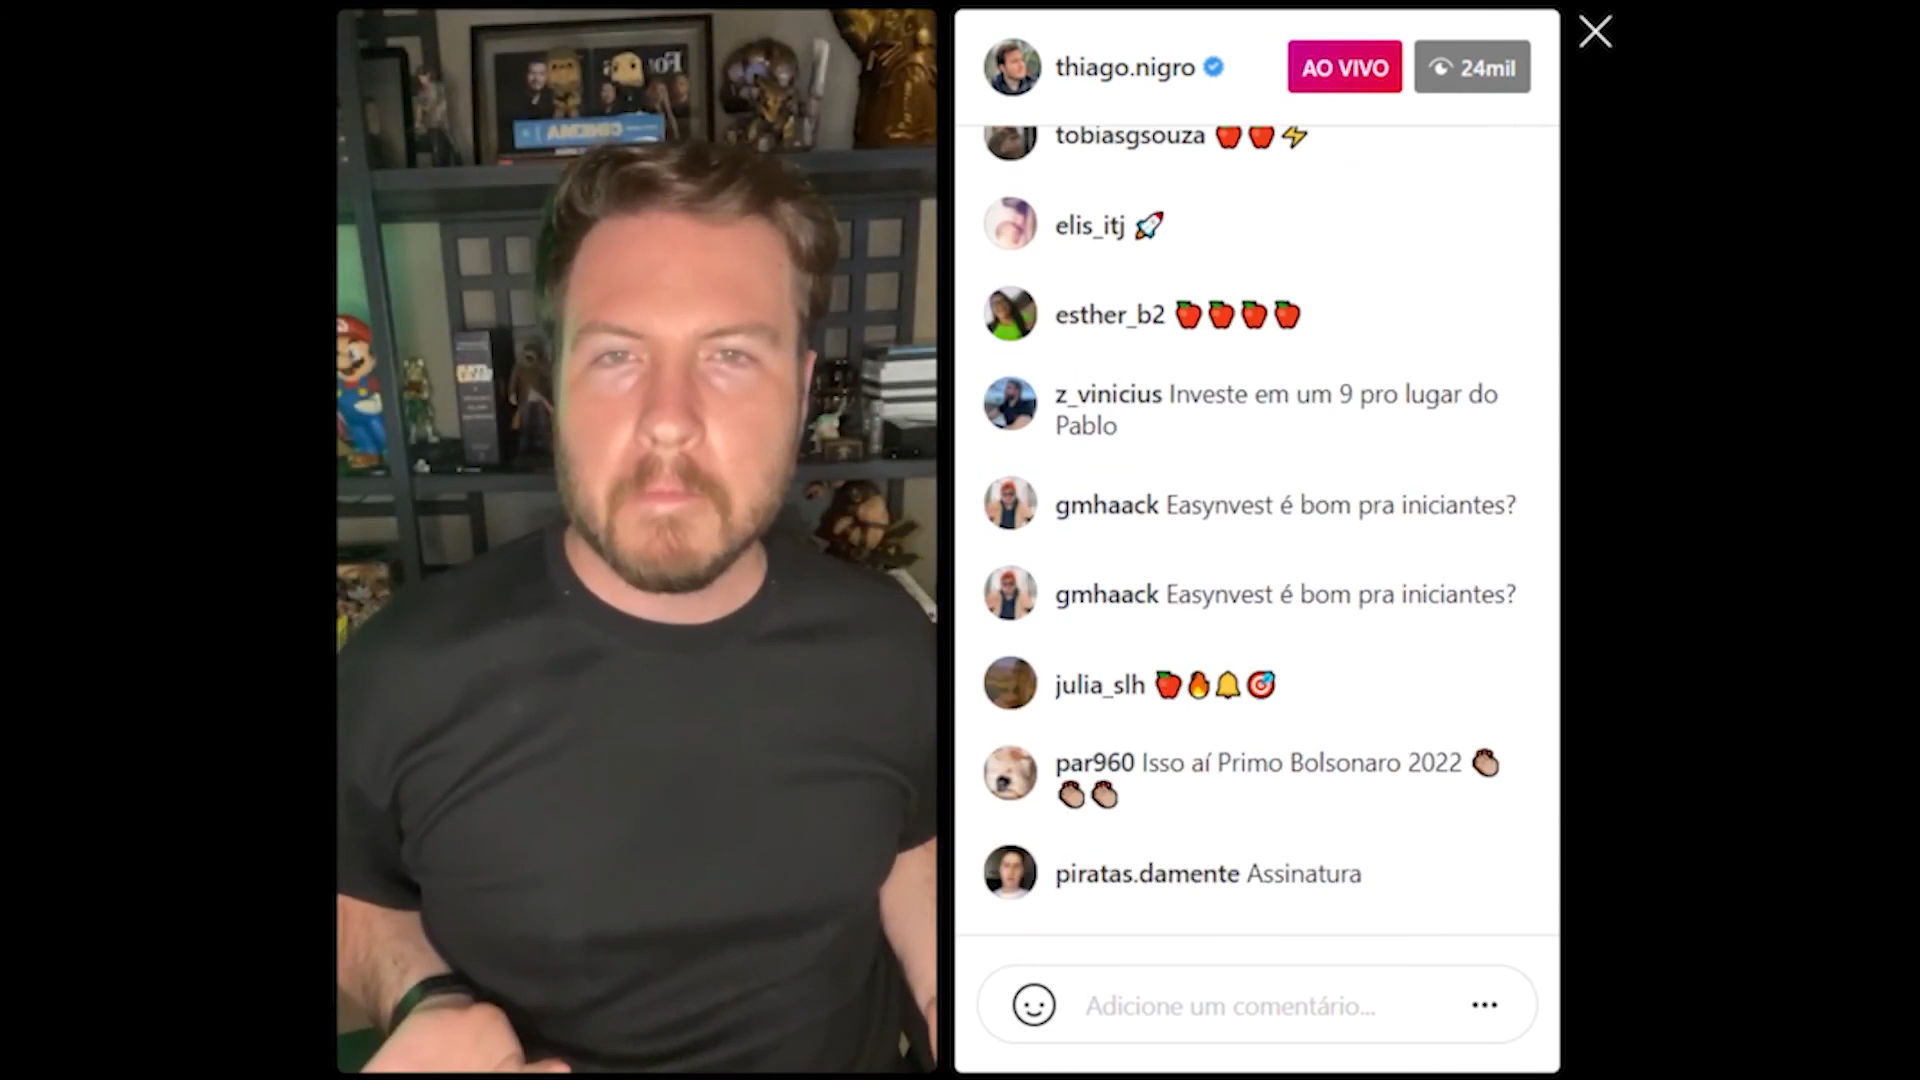 thiago.nigro
AO VIVO
24mil
tobiasgsouza 🍎🍎⚡
elis_itj 🚀
esther_b2 🍎🍎🍎🍎
z_vinicius Investe em um 9 pro lugar do
Pablo
gmhaack Easynvest é bom pra iniciantes?
gmhaack Easynvest é bom pra iniciantes?
julia_slh 🍎🔥🔔🎯
par960 Isso aí Primo Bolsonaro 2022 👏🏼
👏🏼👏🏼
piratas.damente Assinatura
Adicione um comentário...
CINEMA